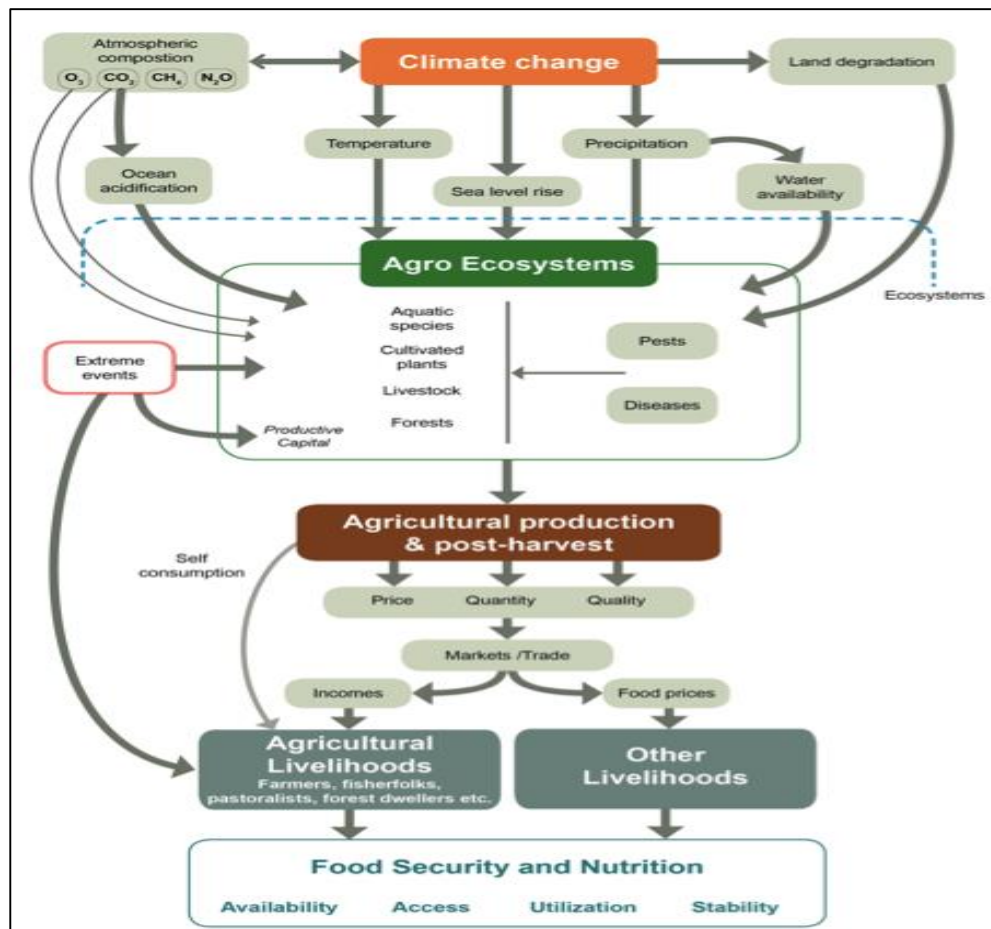 Atmospheric
compostion
O₃ CO₂ CH₄ N₂O
Climate change
Land degradation
Temperature
Precipitation
Ocean
acidification
Sea level rise
Water
availability
Agro Ecosystems
Ecosystems
Aquatic
species
Cultivated
plants
Livestock
Forests
Pests
Diseases
Extreme
events
Productive
Capital
Agricultural production
& post-harvest
Self
consumption
Price Quantity Quality
Markets /Trade
Incomes
Food prices
Agricultural
Livelihoods
Farmers, fisherfolks,
pastoralists, forest dwellers etc.
Other
Livelihoods
Food Security and Nutrition
Availability Access Utilization Stability